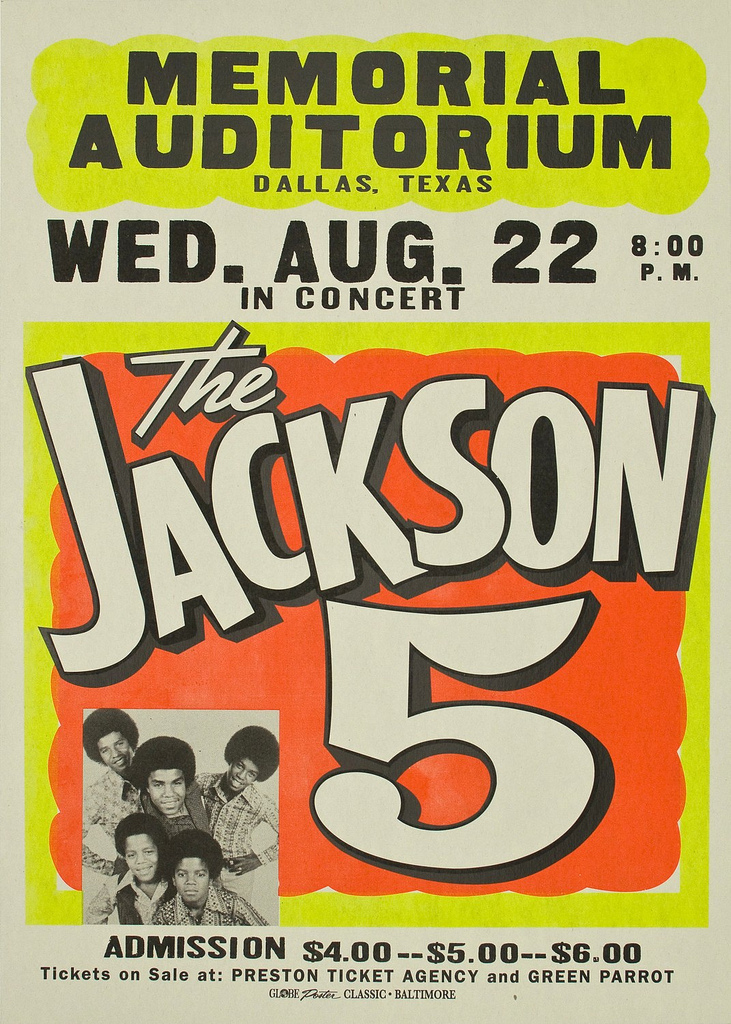 MEMORIAL
AUDITORIUM
DALLAS, TEXAS
WED. AUG. 22 8:00 P. M.
IN CONCERT
The
JACKSON
5
ADMISSION $4.00--$5.00--$6.00
Tickets on Sale at: PRESTON TICKET AGENCY and GREEN PARROT
GLOBE Poster CLASSIC • BALTIMORE